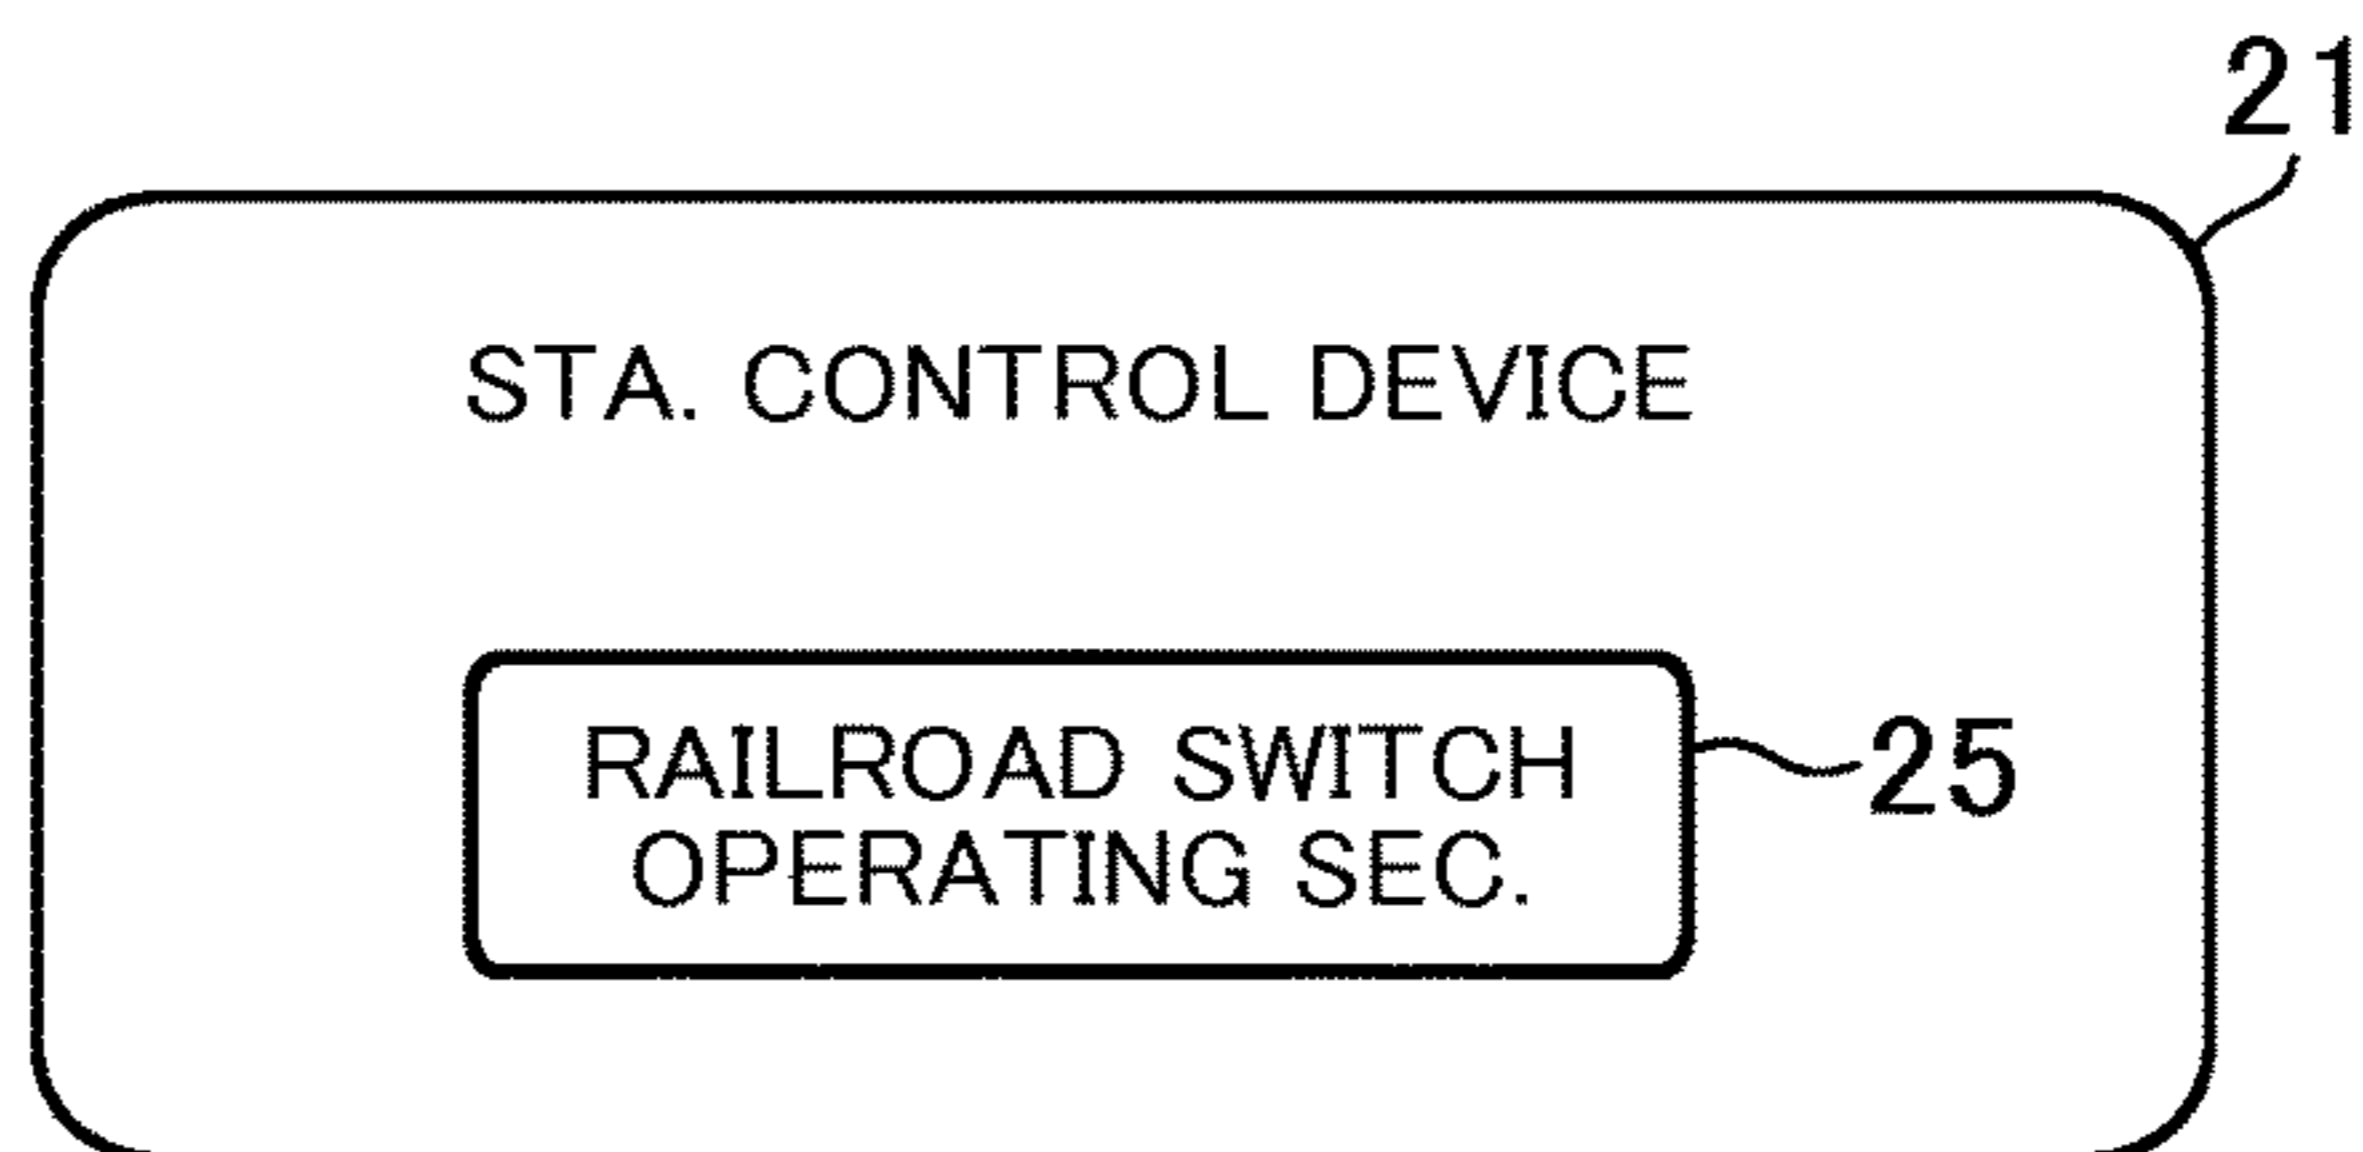 21
STA. CONTROL DEVICE
RAILROAD SWITCH
OPERATING SEC.
25